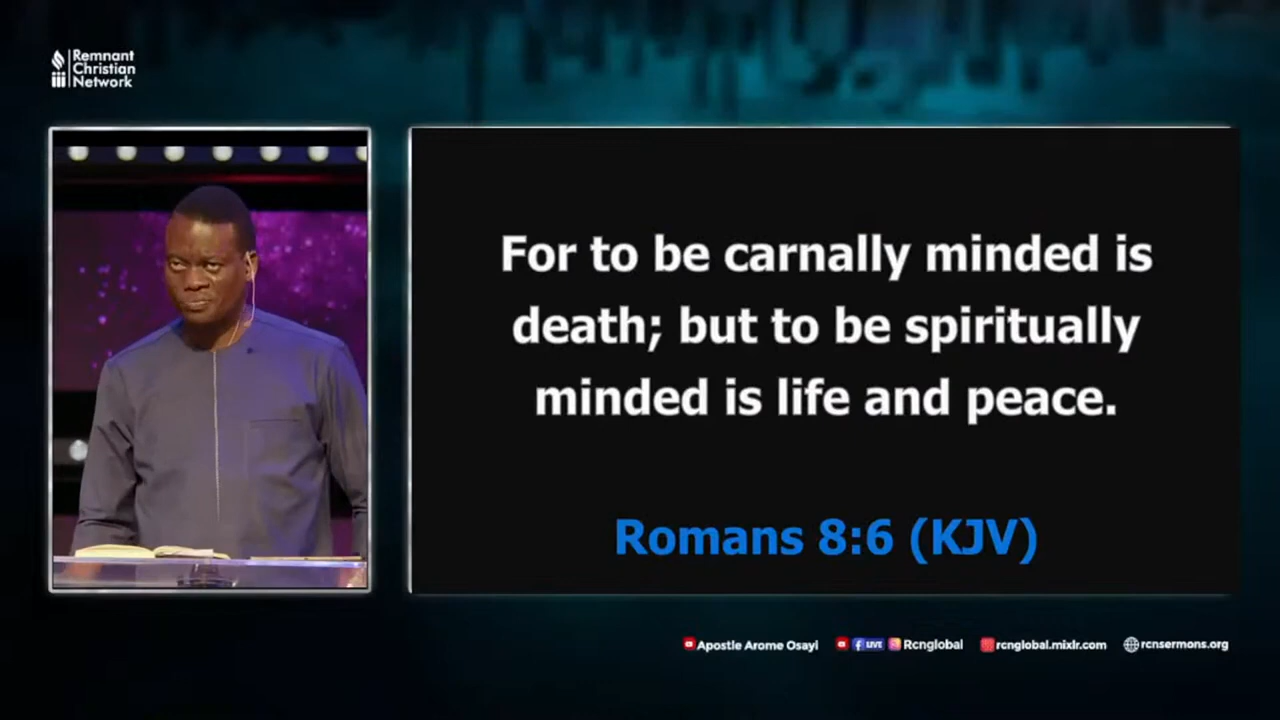 Remnant
Christian
Network
For to be carnally minded is
death; but to be spiritually
minded is life and peace.
Romans 8:6 (KJV)
Apostle Arome Osayi
LIVE
Rcnglobal
rcnglobal.mixlr.com
rcnsermons.org